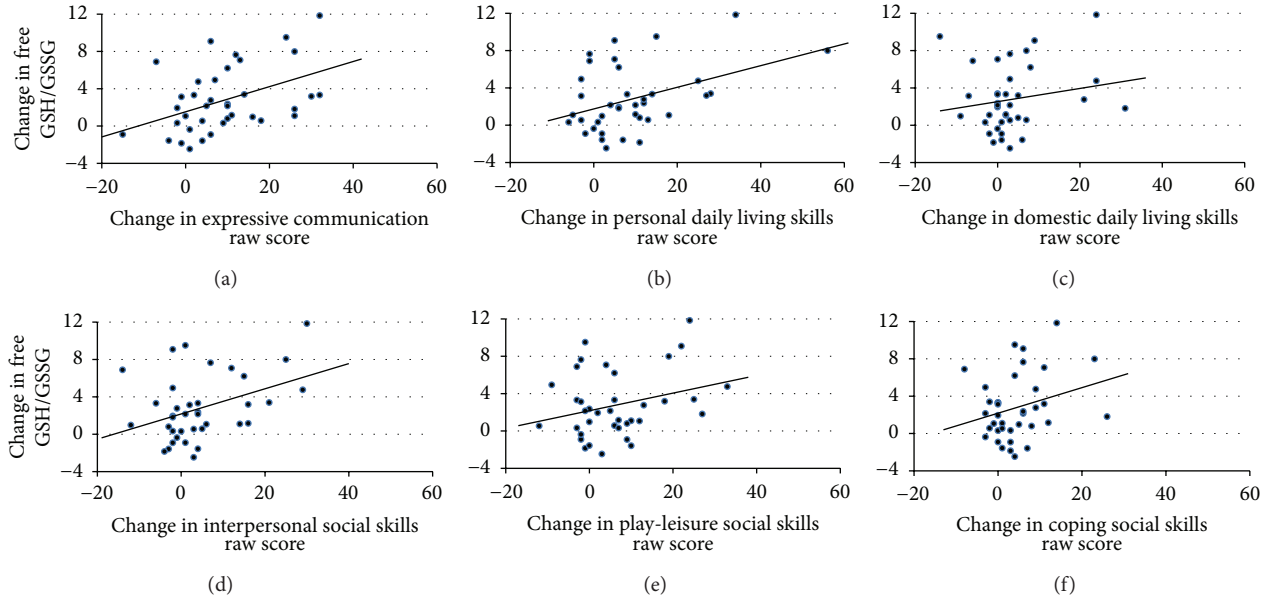 12
8
4
0
−4
−20
0
20
40
60
Change in free
GSH/GSSG
Change in expressive communication
raw score
(a)
12
8
4
0
−4
−20
0
20
40
60
Change in personal daily living skills
raw score
(b)
12
8
4
0
−4
−20
0
20
40
60
Change in domestic daily living skills
raw score
(c)
12
8
4
0
−4
−20
0
20
40
60
Change in free
GSH/GSSG
Change in interpersonal social skills
raw score
(d)
12
8
4
0
−4
−20
0
20
40
60
Change in play-leisure social skills
raw score
(e)
12
8
4
0
−4
−20
0
20
40
60
Change in coping social skills
raw score
(f)